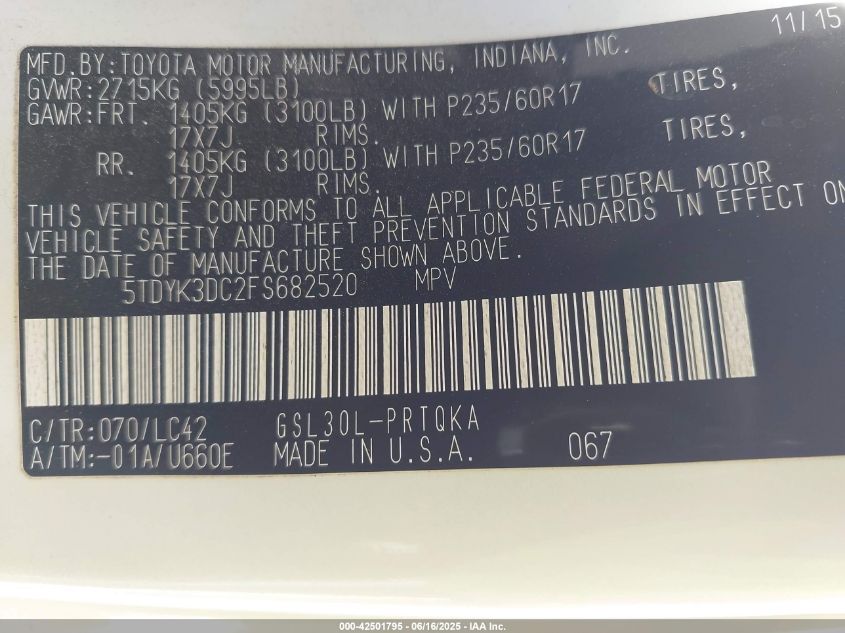 11/15
MFD.BY:TOYOTA MOTOR MANUFACTURING, INDIANA, INC.
GVWR:2715KG (5995LB)
GAWR:FRT. 1405KG (3100LB) WITH P235/60R17 TIRES,
17X7J RIMS.
RR. 1405KG (3100LB) WITH P235/60R17 TIRES,
17X7J RIMS.
THIS VEHICLE CONFORMS TO ALL APPLICABLE FEDERAL MOTOR
VEHICLE SAFETY AND THEFT PREVENTION STANDARDS IN EFFECT ON
THE DATE OF MANUFACTURE SHOWN ABOVE.
5TDYK3DC2FS682520 MPV
C/TR:070/LC42 GSL30L-PRTQKA
A/TM:-01A/U660E MADE IN U.S.A. 067
000-42501795 - 06/16/2025 - IAA Inc.